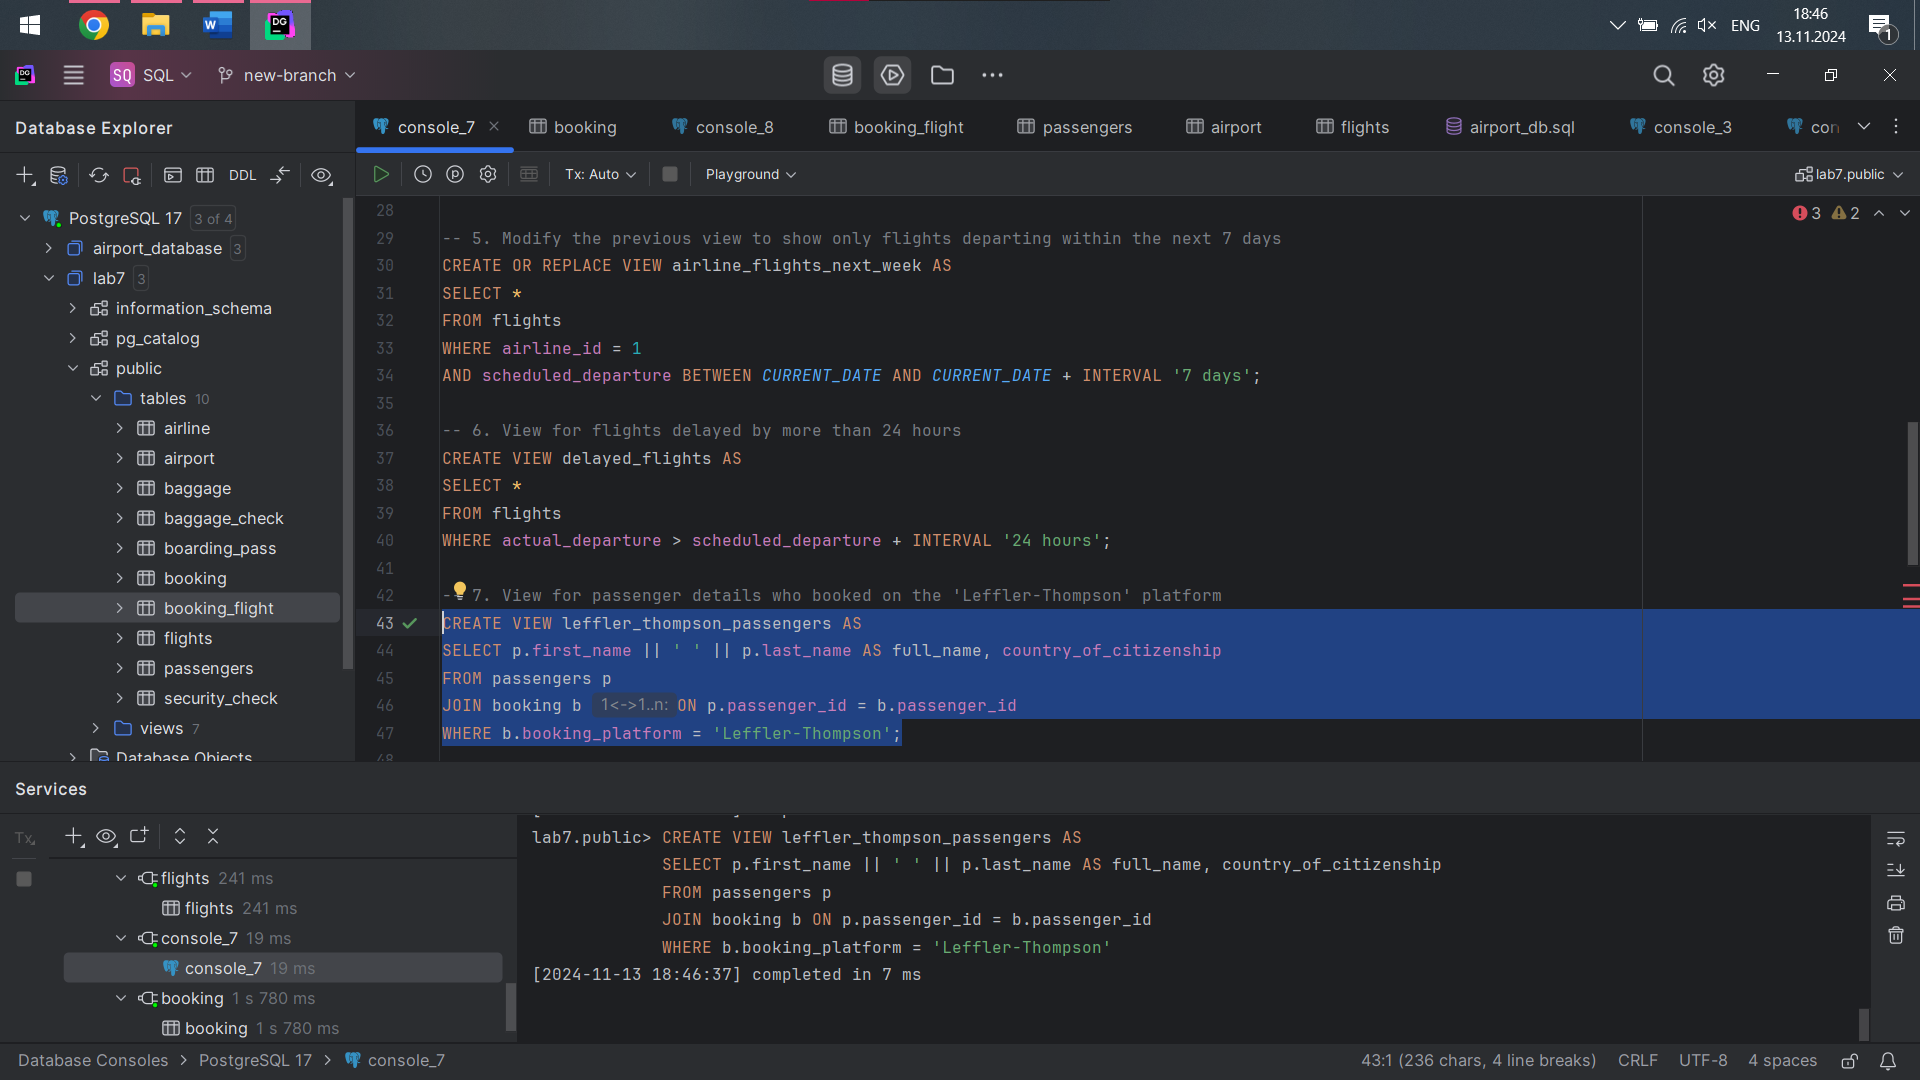 W
DG
ENG
18:46
13.11.2024
1
DG
SQ SQL
new-branch
Database Explorer
console_7
booking
console_8
booking_flight
passengers
airport
flights
airport_db.sql
console_3
con
DDL
Tx: Auto
Playground
lab7.public
PostgreSQL 17 3 of 4
airport_database 3
lab7 3
information_schema
pg_catalog
public
tables 10
airline
airport
baggage
baggage_check
boarding_pass
booking
booking_flight
flights
passengers
security_check
views 7
Database Objects
3 2
28
29 -- 5. Modify the previous view to show only flights departing within the next 7 days
30 CREATE OR REPLACE VIEW airline_flights_next_week AS
31 SELECT *
32 FROM flights
33 WHERE airline_id = 1
34 AND scheduled_departure BETWEEN CURRENT_DATE AND CURRENT_DATE + INTERVAL '7 days';
35
36 -- 6. View for flights delayed by more than 24 hours
37 CREATE VIEW delayed_flights AS
38 SELECT *
39 FROM flights
40 WHERE actual_departure > scheduled_departure + INTERVAL '24 hours';
41
42 -- 7. View for passenger details who booked on the 'Leffler-Thompson' platform
43 CREATE VIEW leffler_thompson_passengers AS
44 SELECT p.first_name || ' ' || p.last_name AS full_name, country_of_citizenship
45 FROM passengers p
46 JOIN booking b 1<->1..n: ON p.passenger_id = b.passenger_id
47 WHERE b.booking_platform = 'Leffler-Thompson';
48
Services
Tx
flights 241 ms
flights 241 ms
console_7 19 ms
console_7 19 ms
booking 1 s 780 ms
booking 1 s 780 ms
lab7.public> CREATE VIEW leffler_thompson_passengers AS
SELECT p.first_name || ' ' || p.last_name AS full_name, country_of_citizenship
FROM passengers p
JOIN booking b ON p.passenger_id = b.passenger_id
WHERE b.booking_platform = 'Leffler-Thompson'
[2024-11-13 18:46:37] completed in 7 ms
Database Consoles > PostgreSQL 17 > console_7
43:1 (236 chars, 4 line breaks) CRLF UTF-8 4 spaces